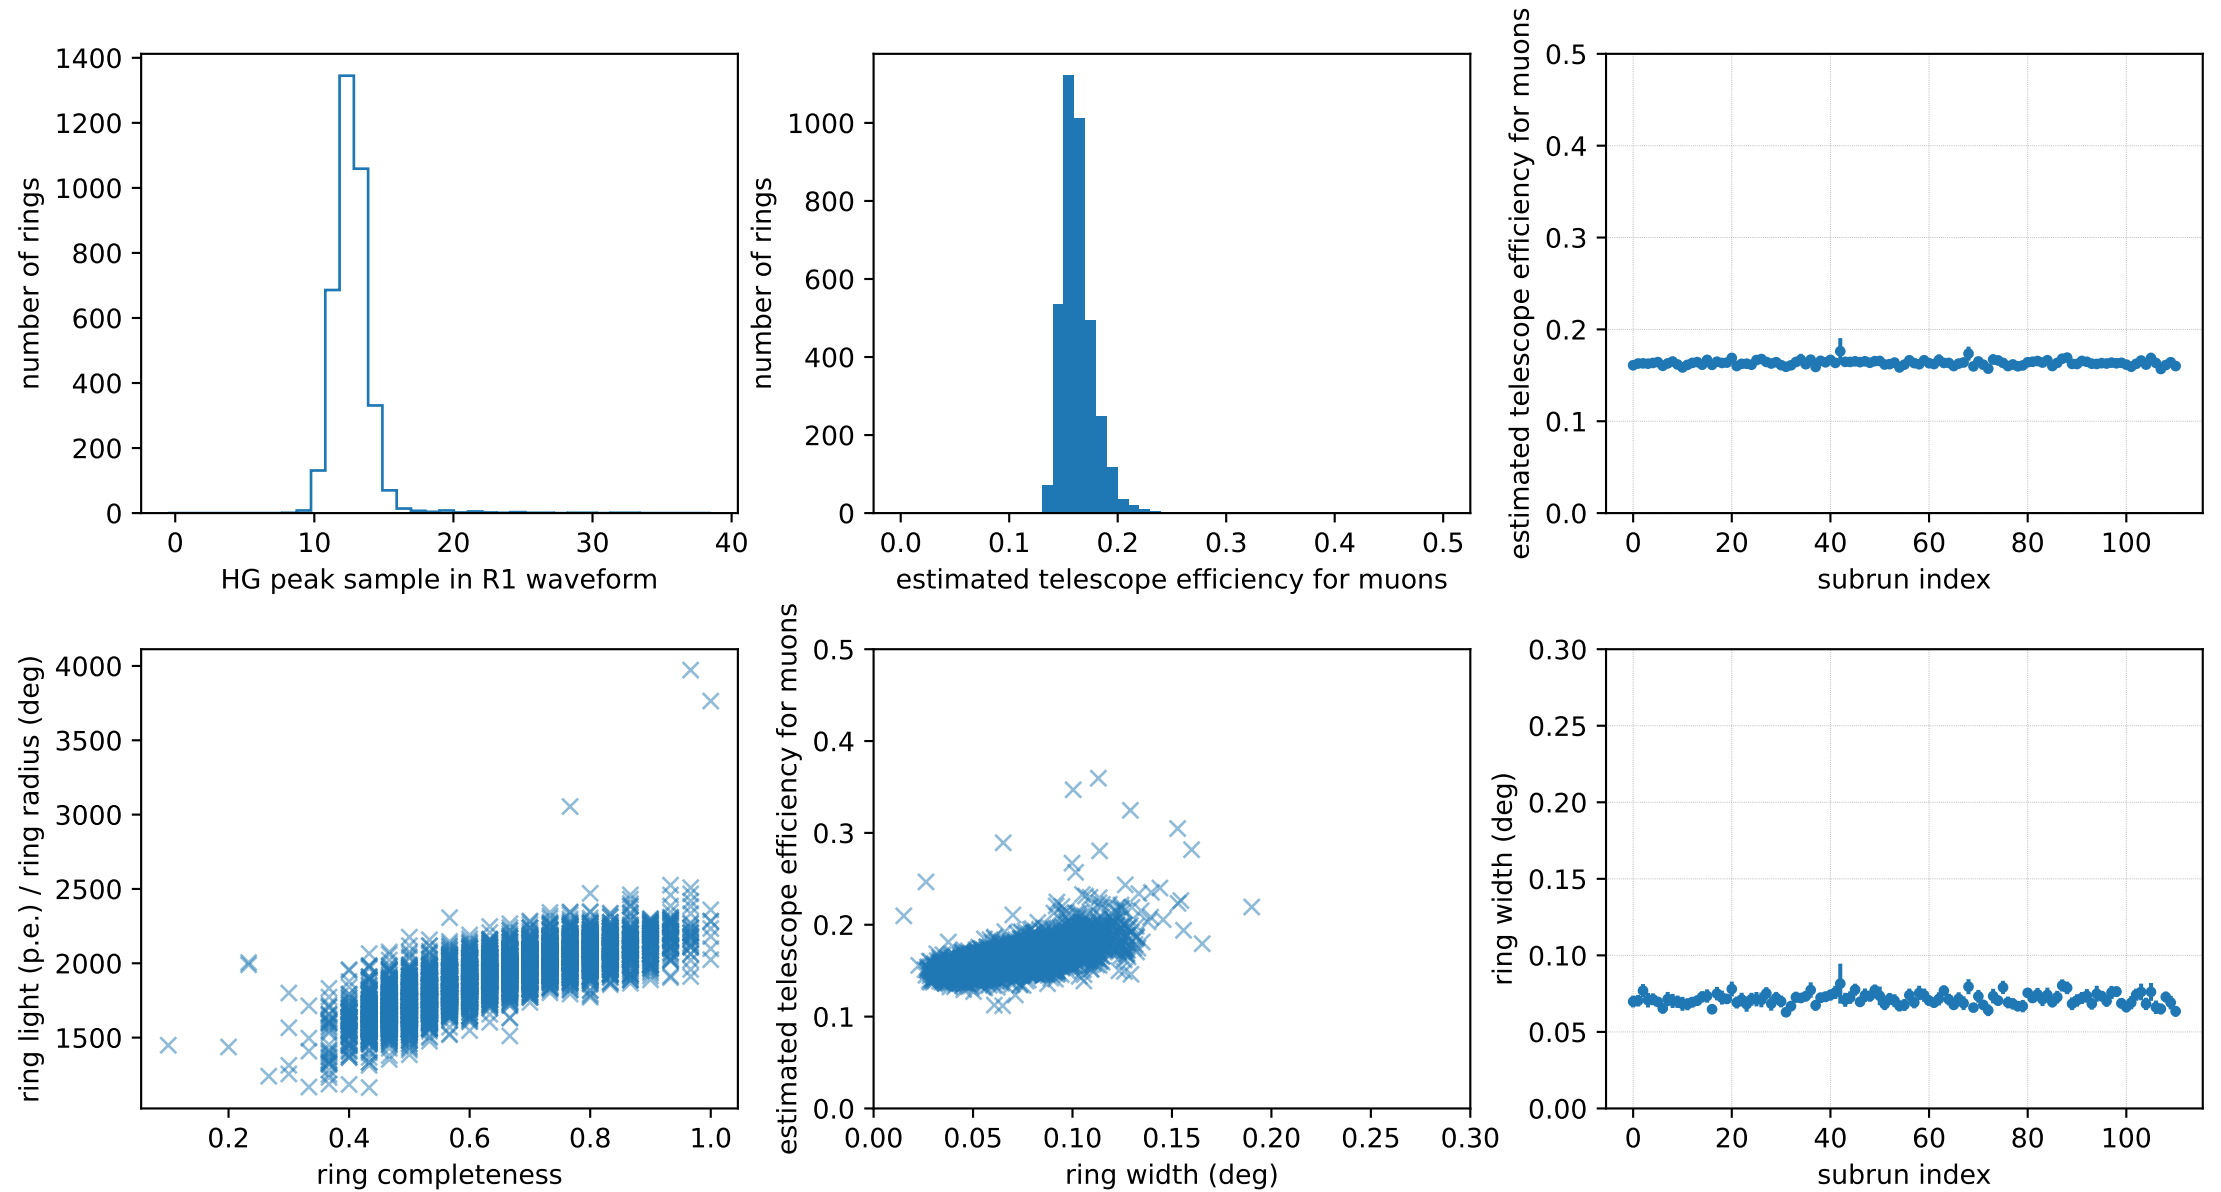 1400
1200
1000
800
600
400
200
0
number of rings
0 10 20 30 40
HG peak sample in R1 waveform
1000
800
600
400
200
0
number of rings
0.0 0.1 0.2 0.3 0.4 0.5
estimated telescope efficiency for muons
0.5
0.4
0.3
0.2
0.1
0.0
estimated telescope efficiency for muons
0 20 40 60 80 100
subrun index
4000
3500
3000
2500
2000
1500
ring light (p.e.) / ring radius (deg)
0.2 0.4 0.6 0.8 1.0
ring completeness
0.5
0.4
0.3
0.2
0.1
0.0
estimated telescope efficiency for muons
0.00 0.05 0.10 0.15 0.20 0.25 0.30
ring width (deg)
0.30
0.25
0.20
0.15
0.10
0.05
0.00
ring width (deg)
0 20 40 60 80 100
subrun index